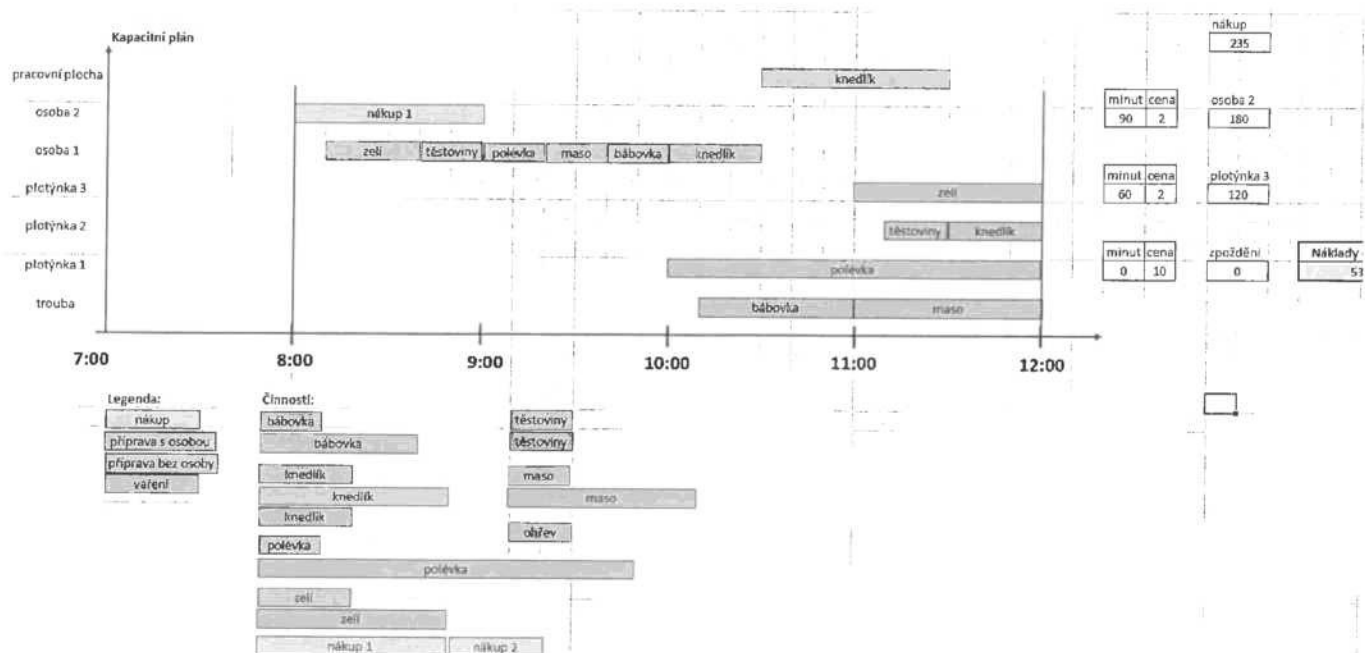 nákup
Kapacitní plán
235
pracovní plocha
knedlík
minut cena
osoba 2
osoba 2
nákup 1
90 2
180
osoba 1
zelí těstoviny polévka maso bábovka knedlík
minut cena
plotýnka 3
plotýnka 3
zelí
60 2
120
plotýnka 2
těstoviny knedlík
minut cena
zpoždění
Náklady
plotýnka 1
polévka
0 10
0
53
trouba
bábovka maso
7:00 8:00 9:00 10:00 11:00 12:00
Legenda:
nákup
příprava s osobou
příprava bez osoby
vaření
Činnosti:
bábovka
bábovka
knedlík
knedlík
knedlík
polévka
polévka
zelí
zelí
nákup 1 nákup 2
těstoviny
těstoviny
maso
maso
ohřev